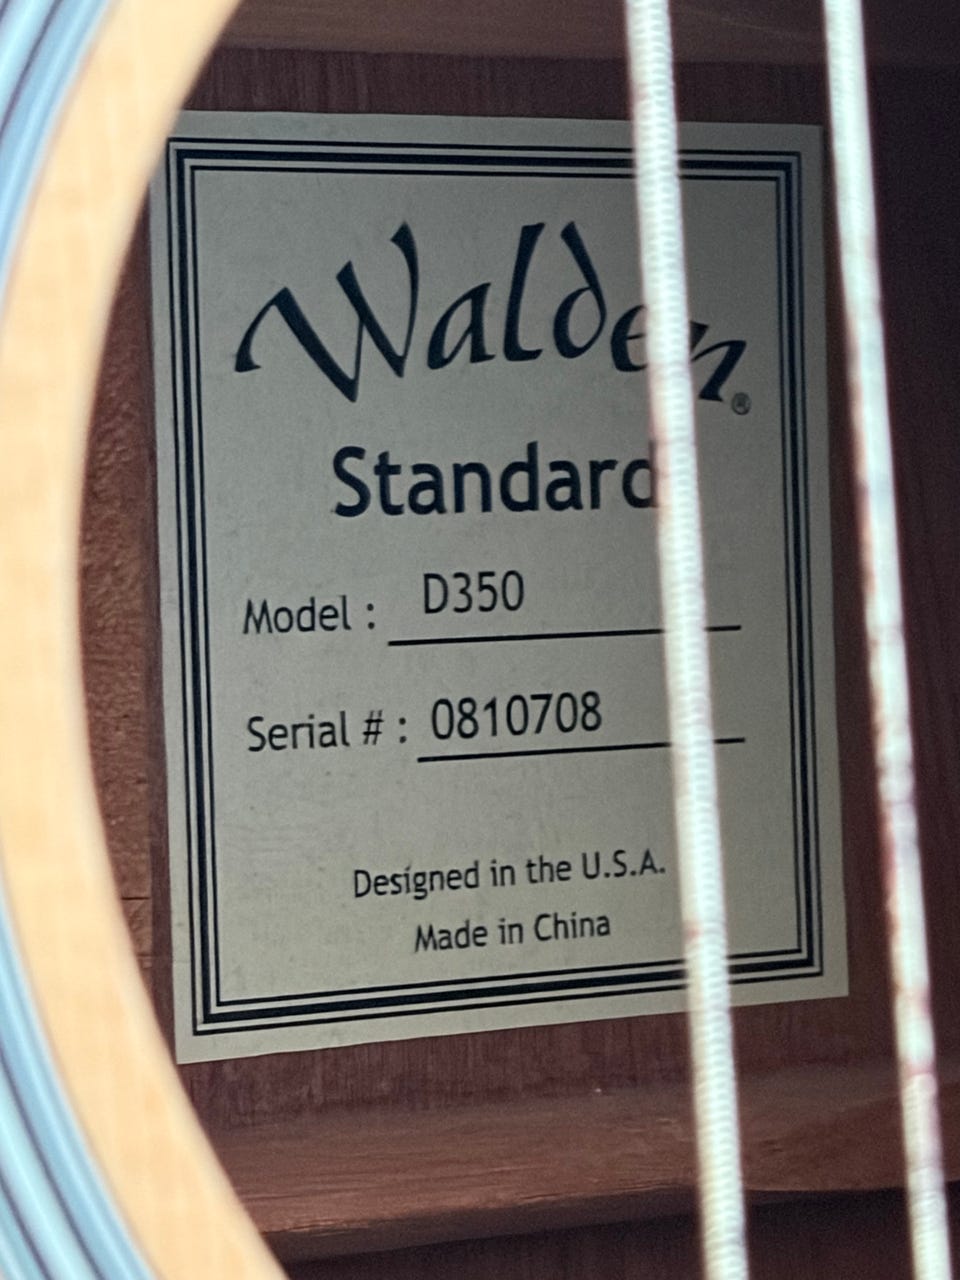 Walden®
Standard
Model : D350
Serial # : 0810708
Designed in the U.S.A.
Made in China